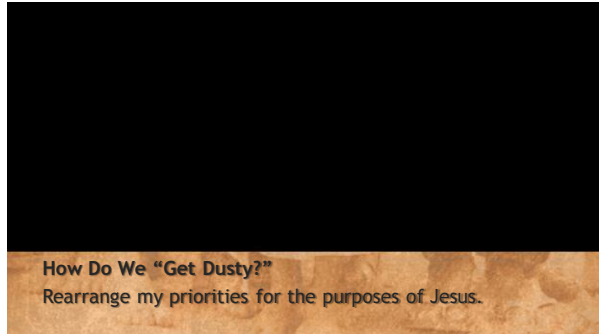 How Do We “Get Dusty?”
Rearrange my priorities for the purposes of Jesus.